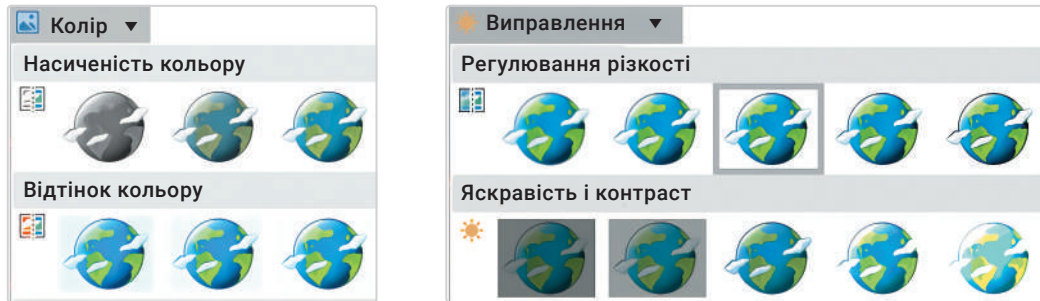 Колір
Насиченість кольору
Відтінок кольору
Виправлення
Регулювання різкості
Яскравість і контраст